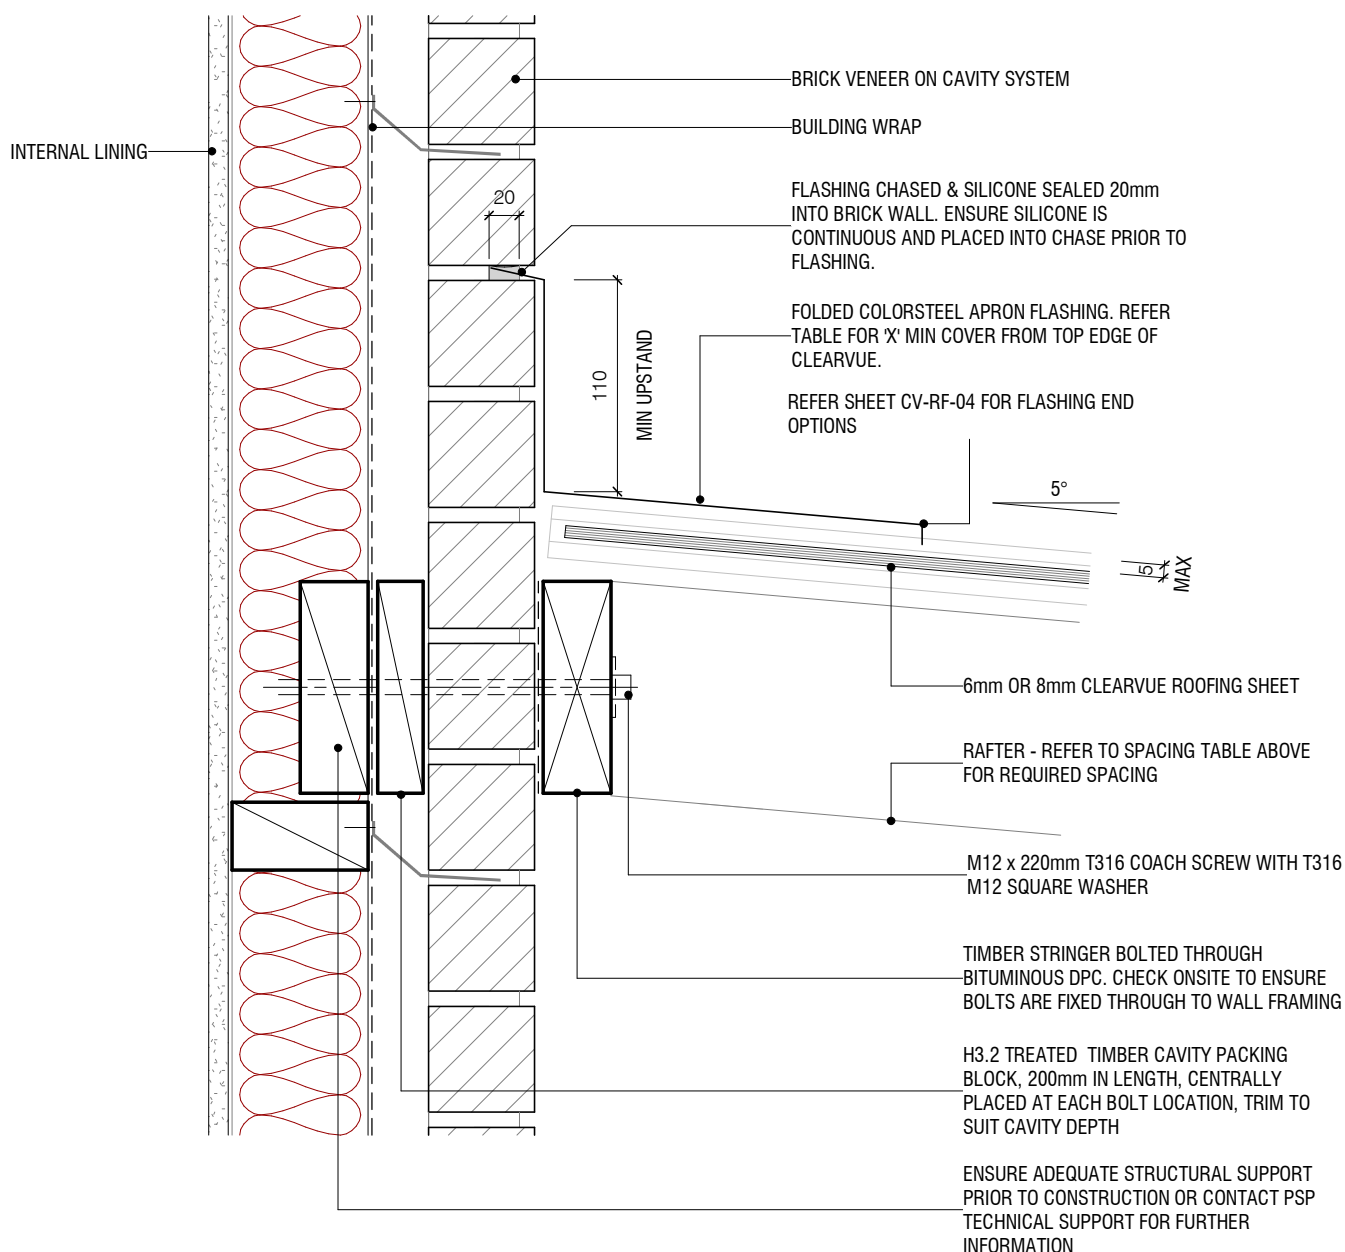 BRICK VENEER ON CAVITY SYSTEM
BUILDING WRAP
INTERNAL LINING
FLASHING CHASED & SILICONE SEALED 20mm
INTO BRICK WALL. ENSURE SILICONE IS
CONTINUOUS AND PLACED INTO CHASE PRIOR TO
FLASHING.
20
FOLDED COLORSTEEL APRON FLASHING. REFER
TABLE FOR 'X' MIN COVER FROM TOP EDGE OF
CLEARVUE.
110
MIN UPSTAND
REFER SHEET CV-RF-04 FOR FLASHING END
OPTIONS
5°
5
MAX
6mm OR 8mm CLEARVUE ROOFING SHEET
RAFTER - REFER TO SPACING TABLE ABOVE
FOR REQUIRED SPACING
M12 x 220mm T316 COACH SCREW WITH T316
M12 SQUARE WASHER
TIMBER STRINGER BOLTED THROUGH
BITUMINOUS DPC. CHECK ONSITE TO ENSURE
BOLTS ARE FIXED THROUGH TO WALL FRAMING
H3.2 TREATED TIMBER CAVITY PACKING
BLOCK, 200mm IN LENGTH, CENTRALLY
PLACED AT EACH BOLT LOCATION, TRIM TO
SUIT CAVITY DEPTH
ENSURE ADEQUATE STRUCTURAL SUPPORT
PRIOR TO CONSTRUCTION OR CONTACT PSP
TECHNICAL SUPPORT FOR FURTHER
INFORMATION